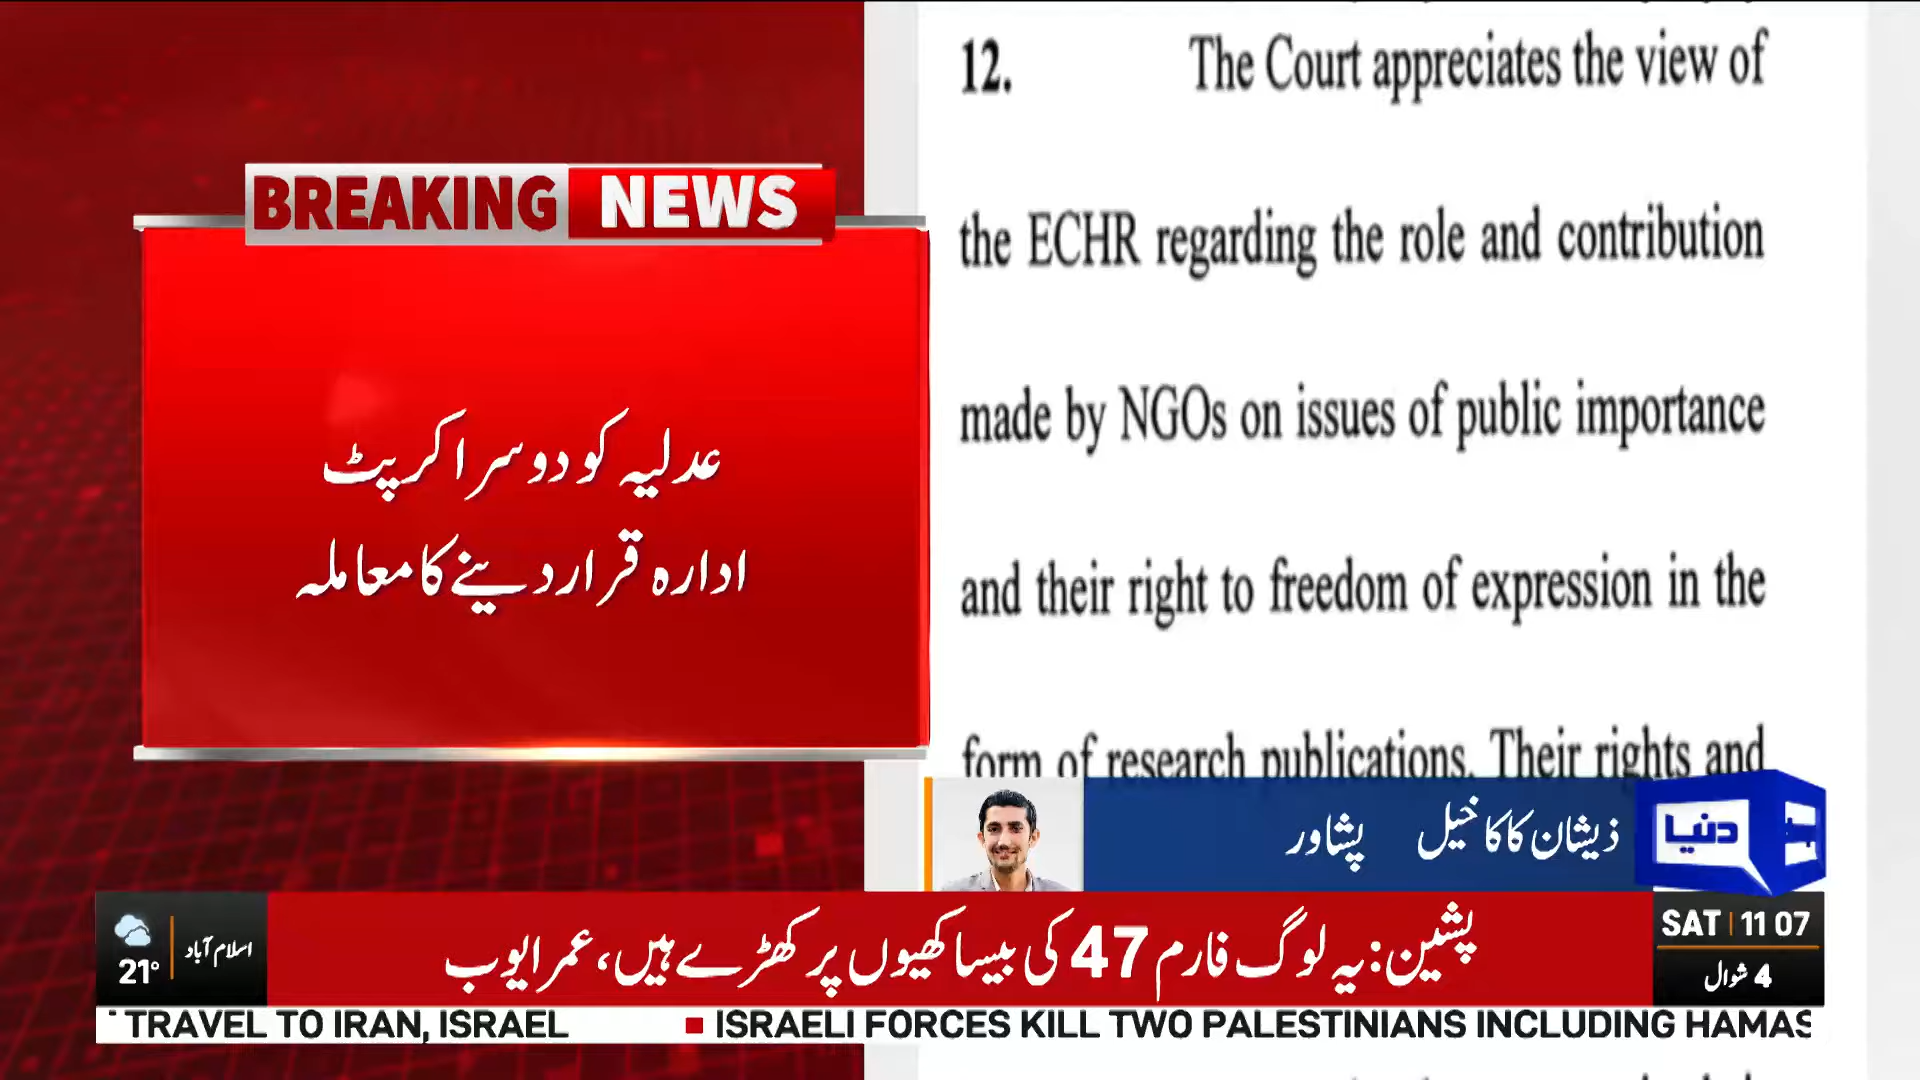 BREAKING NEWS
عدلیہ کو دوسرا کرپٹ
ادارہ قرار دینے کا معاملہ
12. The Court appreciates the view of
the ECHR regarding the role and contribution
made by NGOs on issues of public importance
and their right to freedom of expression in the
form of research publications. Their rights and
ذیشان کاکاخیل پشاور
دنیا
پشین: یہ لوگ فارم 47 کی بیساکھیوں پر کھڑے ہیں، عمر ایوب
اسلام آباد
21°
SAT 11 07
4 شوال
TRAVEL TO IRAN, ISRAEL
ISRAELI FORCES KILL TWO PALESTINIANS INCLUDING HAMAS